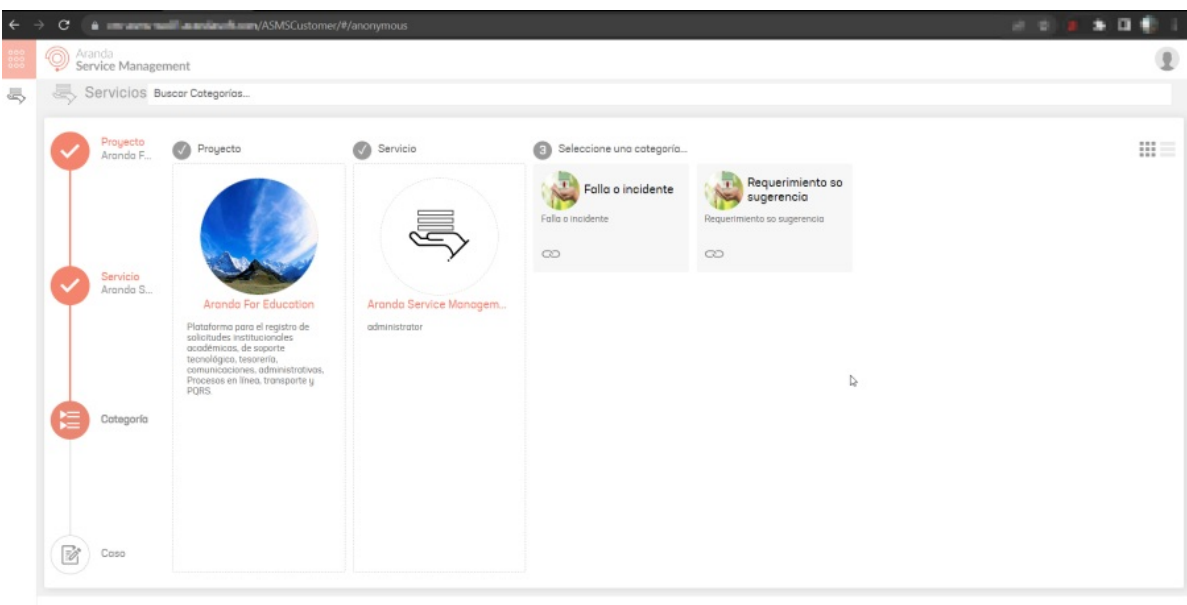 /ASMSCustomer/#/anonymous
Aranda
Service Management
Servicios
Buscar Categorías...
Proyecto
Aranda F...
Proyecto
Servicio
3 Seleccione una categoría...
Aranda For Education
Plataforma para el registro de
solicitudes institucionales
académicas, de soporte
tecnológico, tesorería,
comunicaciones, administrativas,
Procesos en línea, transporte y
PQRS.
Aranda Service Managem...
administrator
Falla o incidente
Falla o incidente
Requerimiento so
sugerencia
Requerimiento so sugerencia
Servicio
Aranda S...
Categoría
Caso